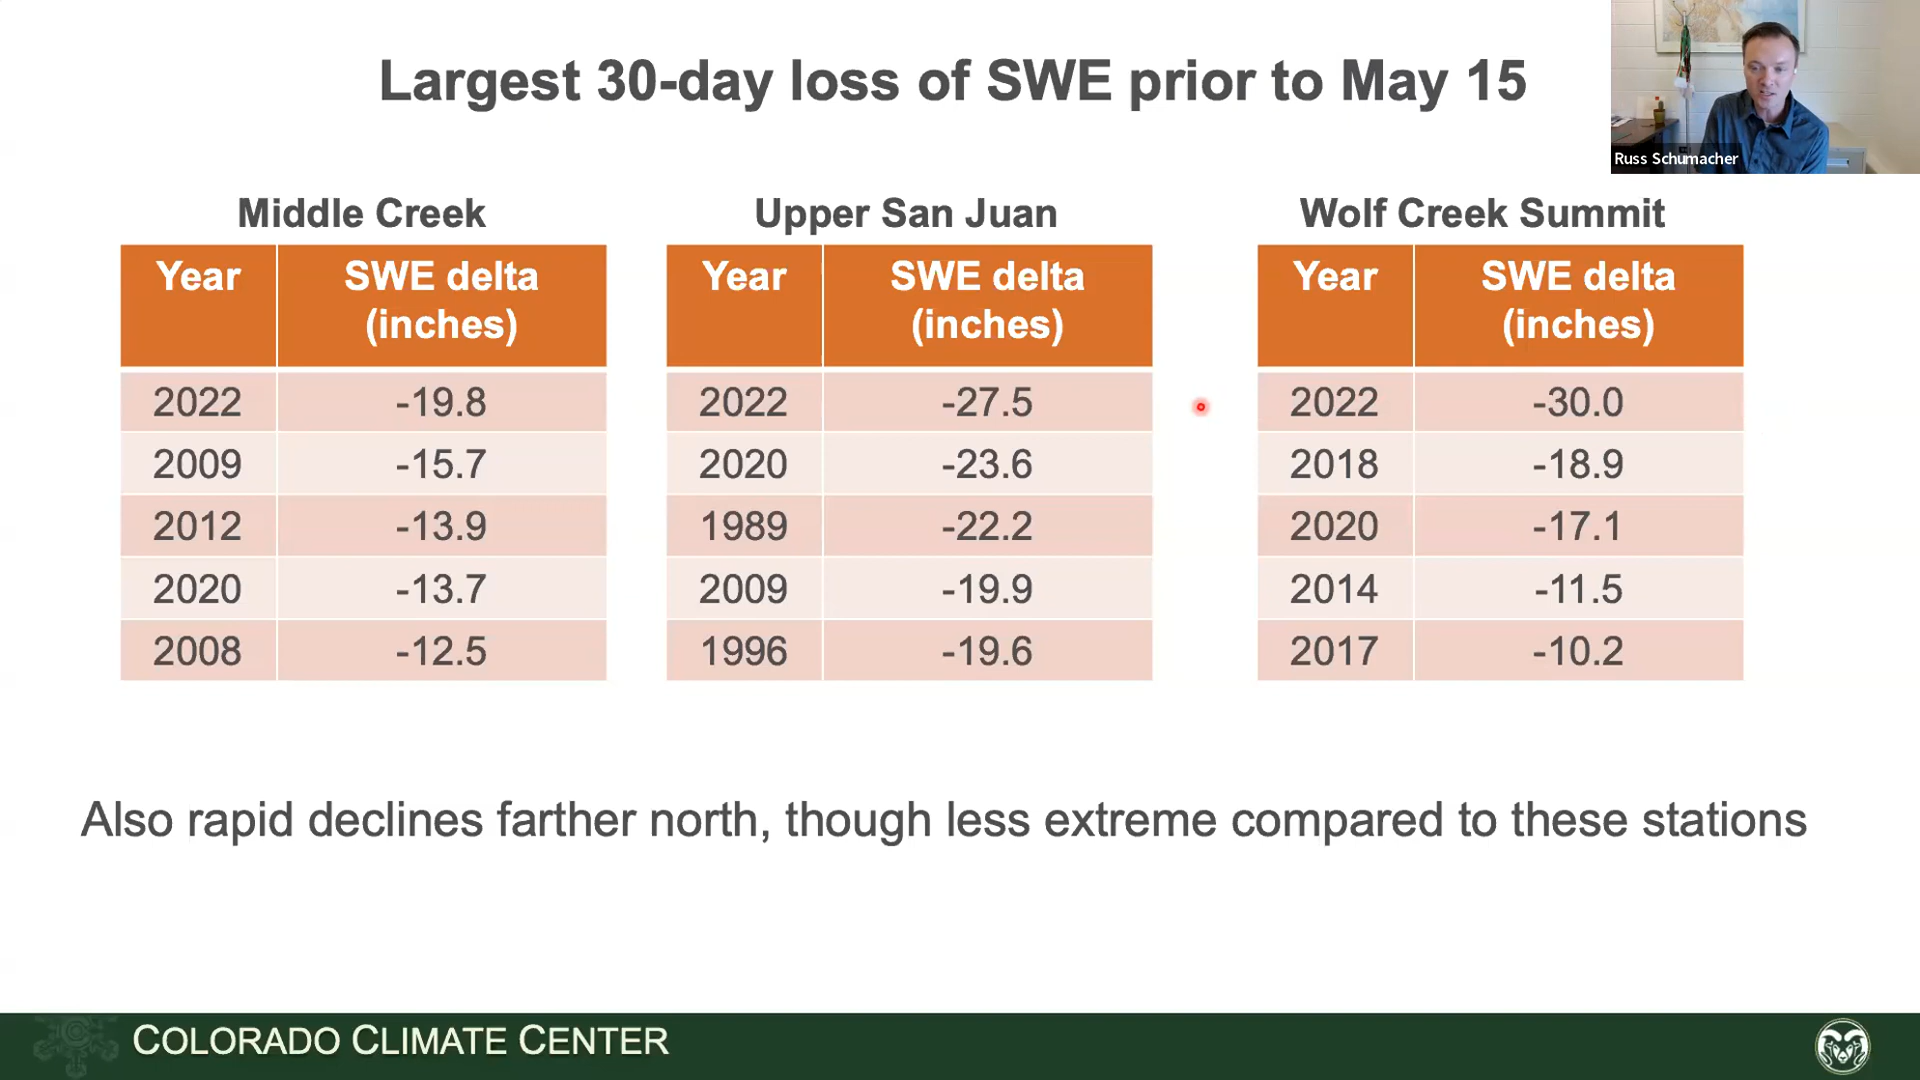 Largest 30-day loss of SWE prior to May 15
Russ Schumacher
Middle Creek
Year SWE delta
(inches)
2022 -19.8
2009 -15.7
2012 -13.9
2020 -13.7
2008 -12.5
Upper San Juan
Year SWE delta
(inches)
2022 -27.5
2020 -23.6
1989 -22.2
2009 -19.9
1996 -19.6
Wolf Creek Summit
Year SWE delta
(inches)
2022 -30.0
2018 -18.9
2020 -17.1
2014 -11.5
2017 -10.2
Also rapid declines farther north, though less extreme compared to these stations
COLORADO CLIMATE CENTER